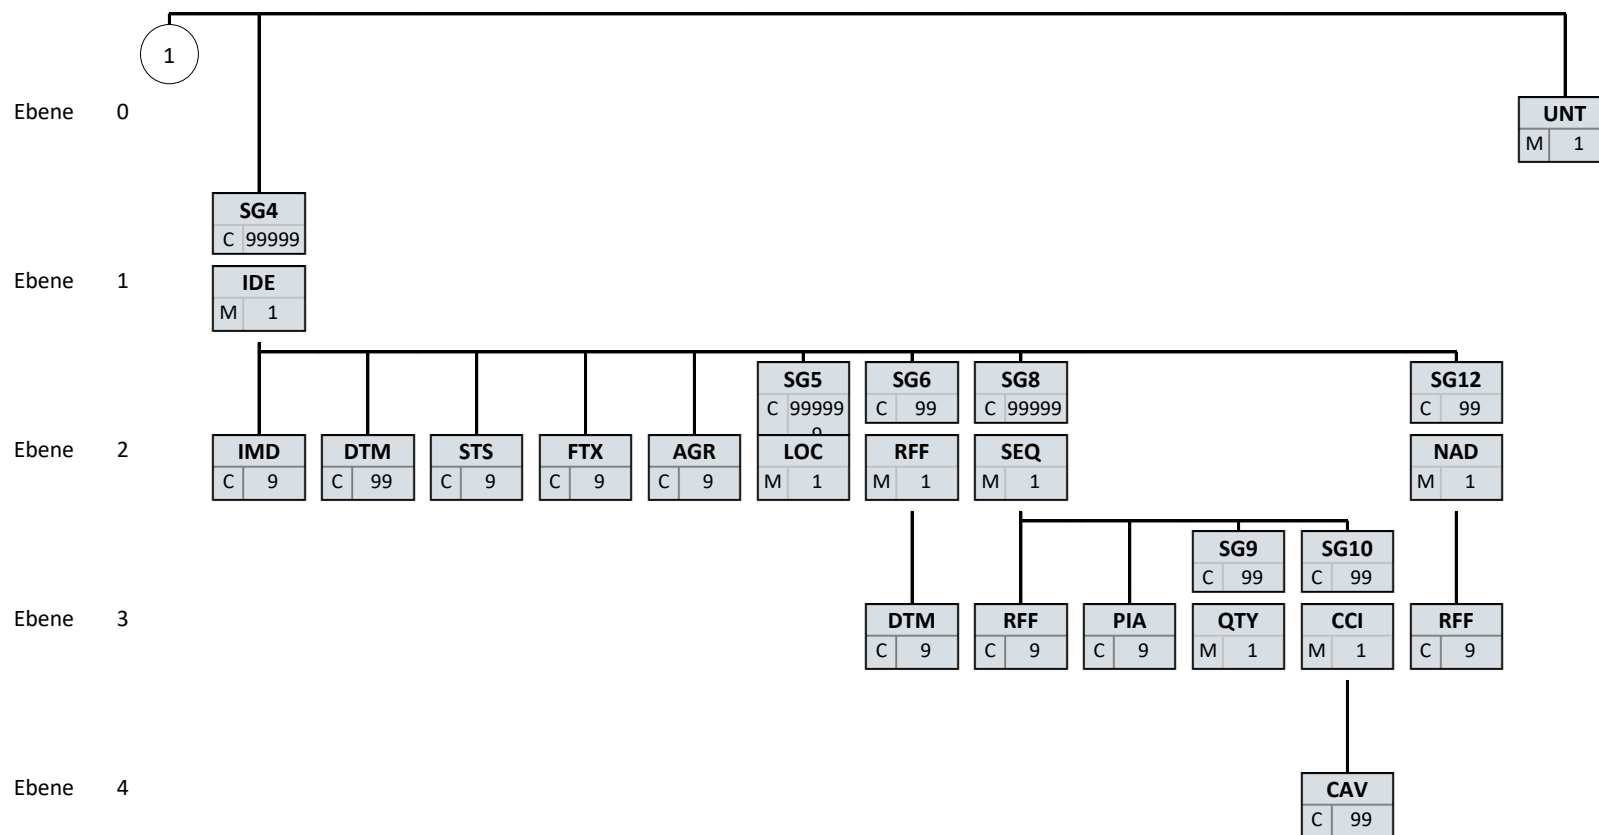 1
Ebene 0
UNT
M 1
SG4
C 99999
Ebene 1
IDE
M 1
SG5 SG6 SG8 SG12
C 99999 C 99 C 99999 C 99
Ebene 2
IMD DTM STS FTX AGR LOC RFF SEQ NAD
C 9 C 99 C 9 C 9 C 9 M 1 M 1 M 1 M 1
SG9 SG10
C 99 C 99
Ebene 3
DTM RFF PIA QTY CCI RFF
C 9 C 9 C 9 M 1 M 1 C 9
Ebene 4
CAV
C 99